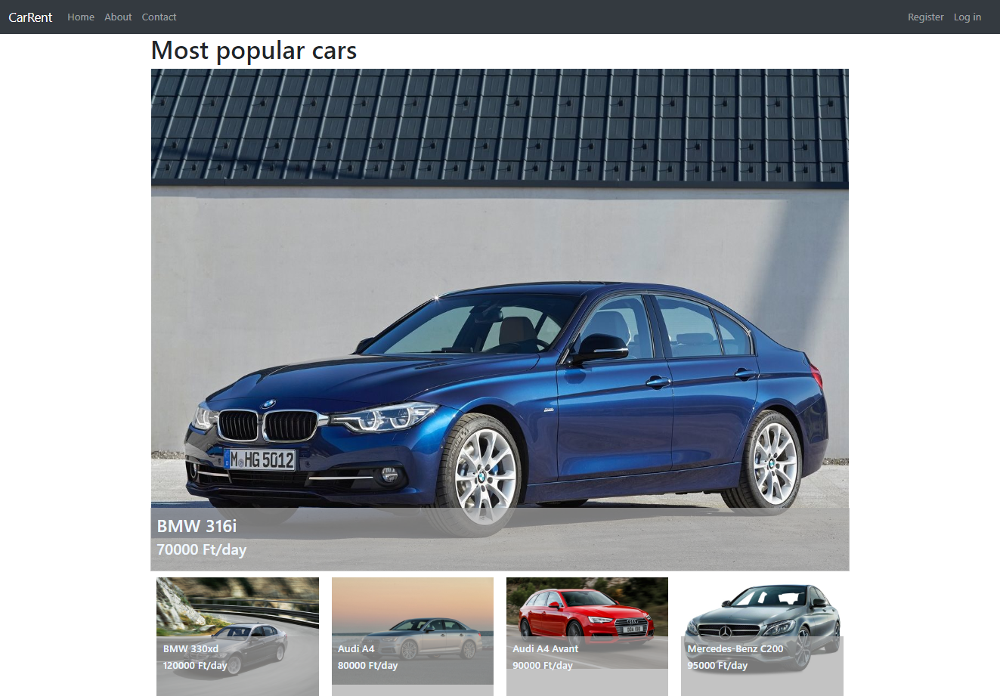 CarRent Home About Contact Register Log in
Most popular cars
M HG 5012
BMW 316i
70000 Ft/day
BMW 330xd
120000 Ft/day
Audi A4
80000 Ft/day
Audi A4 Avant
90000 Ft/day
Mercedes-Benz C200
95000 Ft/day